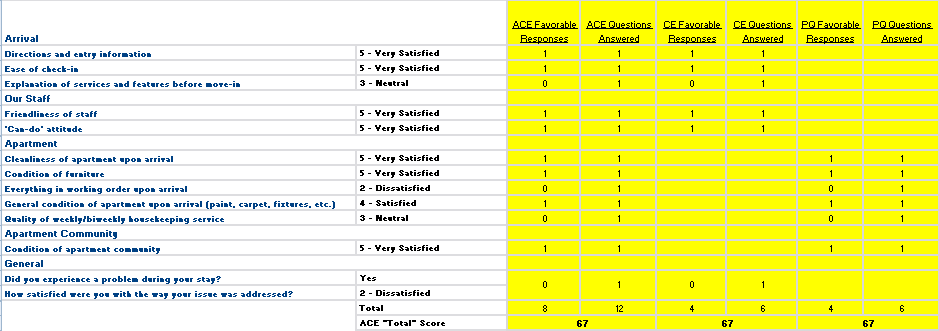 Arrival ACE Favorable Responses ACE Questions Answered CE Favorable Responses CE Questions Answered PQ Favorable Responses PQ Questions Answered
Directions and entry information 5 - Very Satisfied 1 1 1 1
Ease of check-in 5 - Very Satisfied 1 1 1 1
Explanation of services and features before move-in 3 - Neutral 0 1 0 1
Our Staff
Friendliness of staff 5 - Very Satisfied 1 1 1 1
'Can-do' attitude 5 - Very Satisfied 1 1 1 1
Apartment
Cleanliness of apartment upon arrival 5 - Very Satisfied 1 1 1 1
Condition of furniture 5 - Very Satisfied 1 1 1 1
Everything in working order upon arrival 2 - Dissatisfied 0 1 0 1
General condition of apartment upon arrival (paint, carpet, fixtures, etc.) 4 - Satisfied 1 1 1 1
Quality of weekly/biweekly housekeeping service 3 - Neutral 0 1 0 1
Apartment Community
Condition of apartment community 5 - Very Satisfied 1 1 1 1
General
Did you experience a problem during your stay? Yes 0 1 0 1
How satisfied were you with the way your issue was addressed? 2 - Dissatisfied
Total 8 12 4 6 4 6
ACE "Total" Score 67 67 67